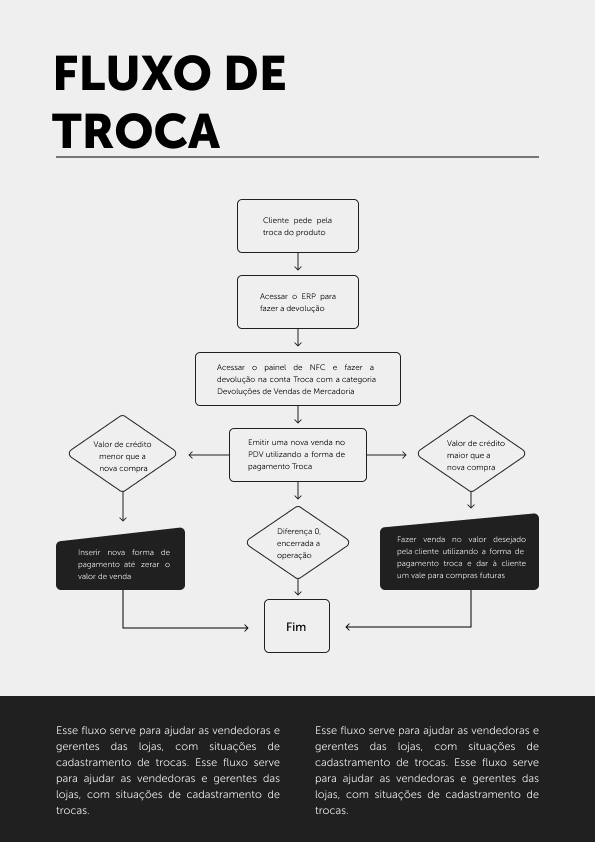 FLUXO DE
TROCA
Cliente pede pela
troca do produto
Acessar o ERP para
fazer a devolução
Acessar o painel de NFC e fazer a
devolução na conta Troca com a categoria
Devoluções de Vendas de Mercadoria
Valor de crédito
menor que a
nova compra
Emitir uma nova venda no
PDV utilizando a forma de
pagamento Troca
Valor de crédito
maior que a
nova compra
Inserir nova forma de
pagamento até zerar o
valor de venda
Diferença 0,
encerrada a
operação
Fazer venda no valor desejado
pela cliente utilizando a forma de
pagamento troca e dar à cliente
um vale para compras futuras
Fim
Esse fluxo serve para ajudar as vendedoras e
gerentes das lojas, com situações de
cadastramento de trocas. Esse fluxo serve
para ajudar as vendedoras e gerentes das
lojas, com situações de cadastramento de
trocas.
Esse fluxo serve para ajudar as vendedoras e
gerentes das lojas, com situações de
cadastramento de trocas. Esse fluxo serve
para ajudar as vendedoras e gerentes das
lojas, com situações de cadastramento de
trocas.